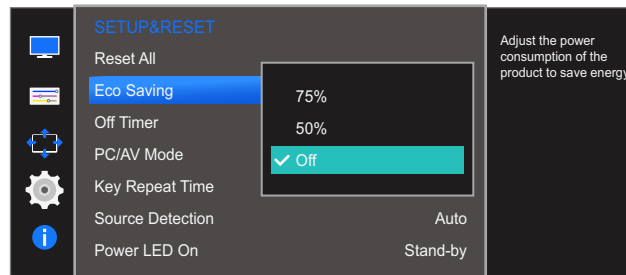 SETUP&RESET
Reset All
Eco Saving
Off Timer
PC/AV Mode
Key Repeat Time
Source Detection Auto
Power LED On Stand-by
75%
50%
Off
Adjust the power
consumption of the
product to save energy
i